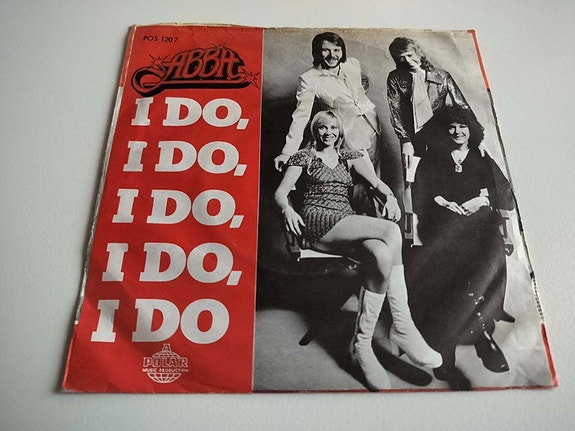 POS 1207
ABBA
I DO,
I DO,
I DO,
I DO,
I DO
A
POLAR
MUSIC PRODUCTION